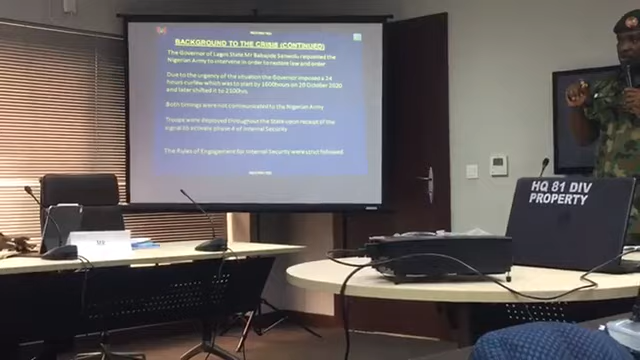 RESTRICTED
BACKGROUND TO THE CRISIS (CONTINUED)
The Governor of Lagos State Mr Babajide Sanwolu requested the
Nigerian Army to intervene in order to restore law and order
Due to the urgency of the situation the Governor imposed a 24
hours curfew which was to start by 1600hours on 20 October 2020
and later shifted it to 2100hrs.
Both timings were not communicated to the Nigerian Army
Troops were deployed throughout the State upon receipt of the
signal to activate phase 4 of Internal Security
The Rules of Engagement for Internal Security were strict followed
RESTRICTED
HQ 81 DIV
PROPERTY